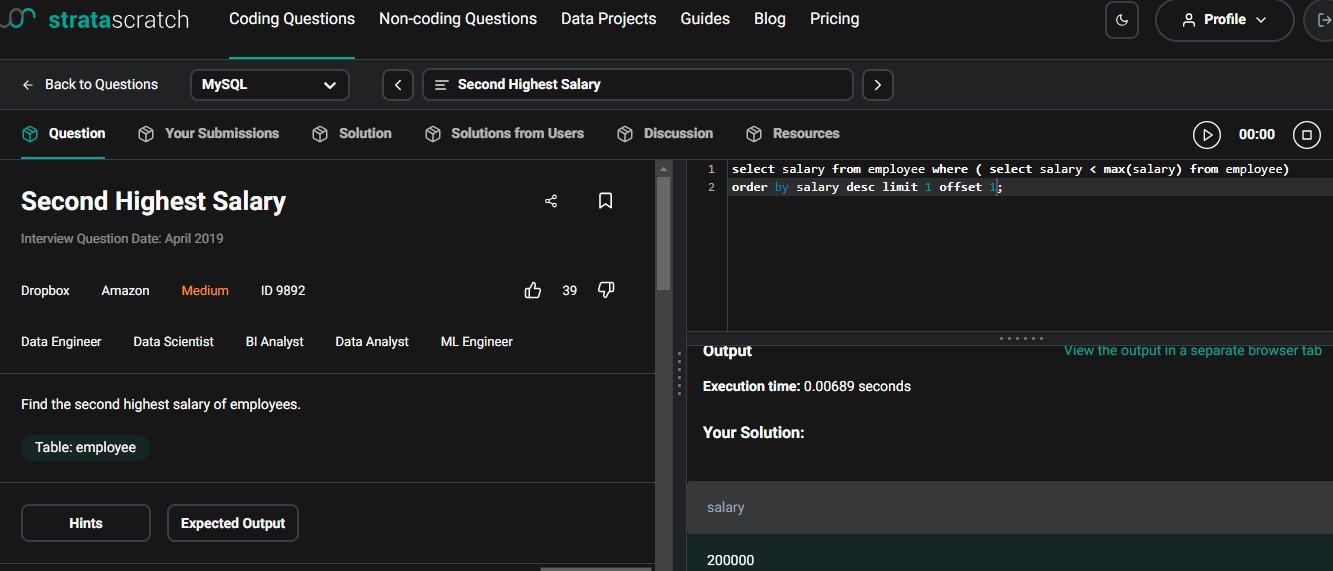 stratascratch Coding Questions Non-coding Questions Data Projects Guides Blog Pricing Profile
Back to Questions MySQL Second Highest Salary
Question Your Submissions Solution Solutions from Users Discussion Resources 00:00
Second Highest Salary
Interview Question Date: April 2019
Dropbox Amazon Medium ID 9892 39
Data Engineer Data Scientist BI Analyst Data Analyst ML Engineer
Find the second highest salary of employees.
Table: employee
Hints Expected Output
1 select salary from employee where ( select salary < max(salary) from employee)
2 order by salary desc limit 1 offset 1;
Output View the output in a separate browser tab
Execution time: 0.00689 seconds
Your Solution:
salary
200000